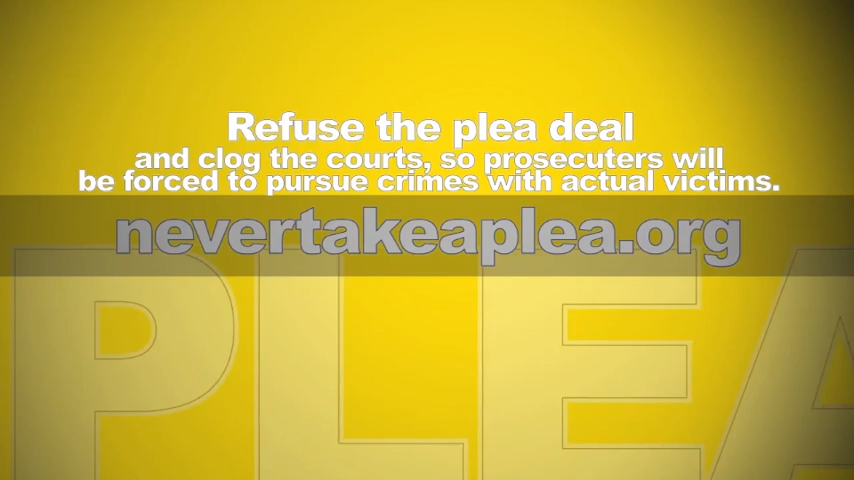 Refuse the plea deal
and clog the courts, so prosecuters will
be forced to pursue crimes with actual victims.
nevertakeaplea.org
PLEA